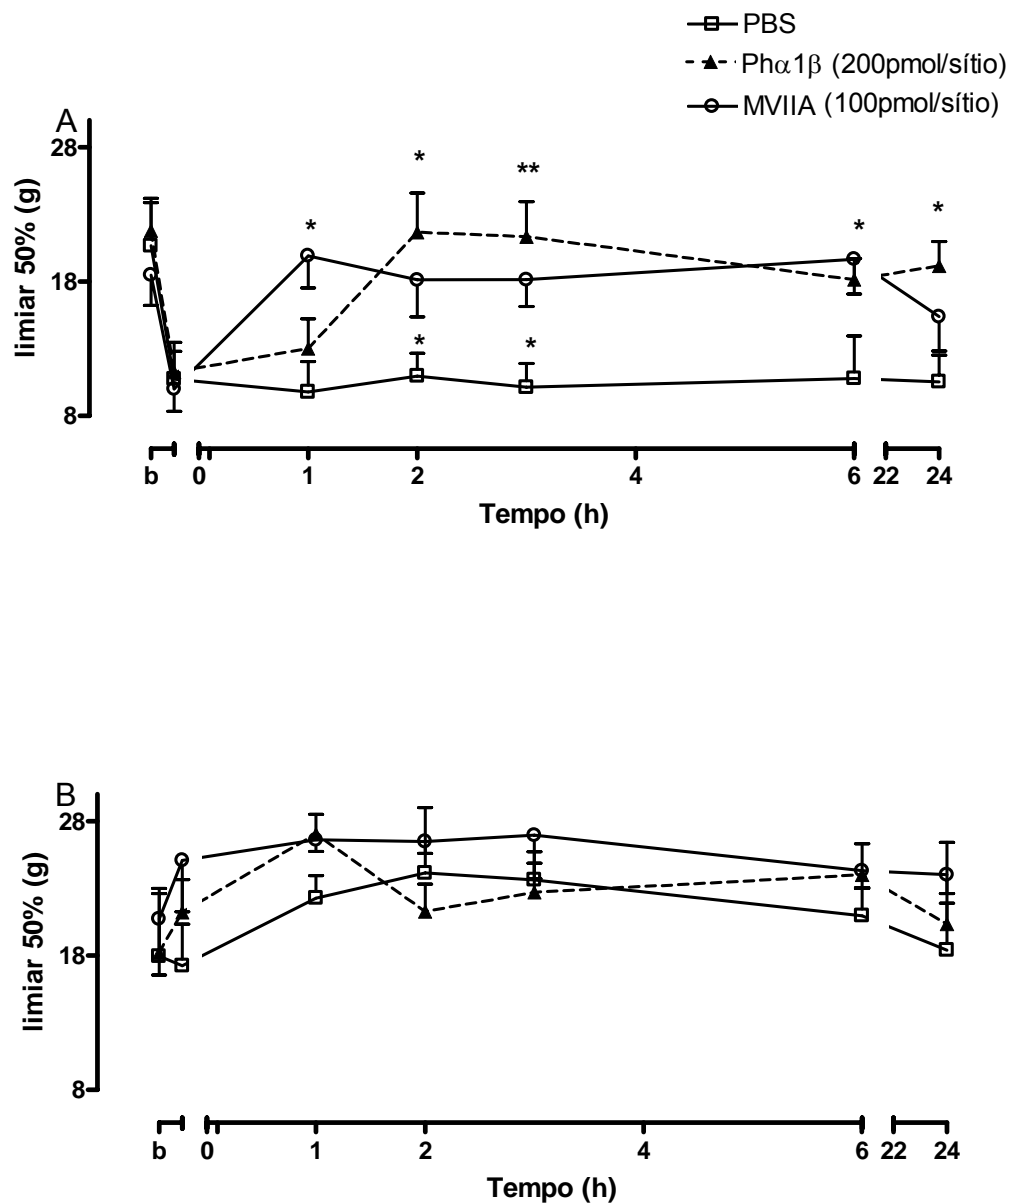 PBS
Phα1β (200pmol/sítio)
MVIIA (100pmol/sítio)
A
28
18
8
limiar 50% (g)
* * ** * *
* *
b 0 1 2 4 6 22 24
Tempo (h)
B
28
18
8
limiar 50% (g)
b 0 1 2 4 6 22 24
Tempo (h)